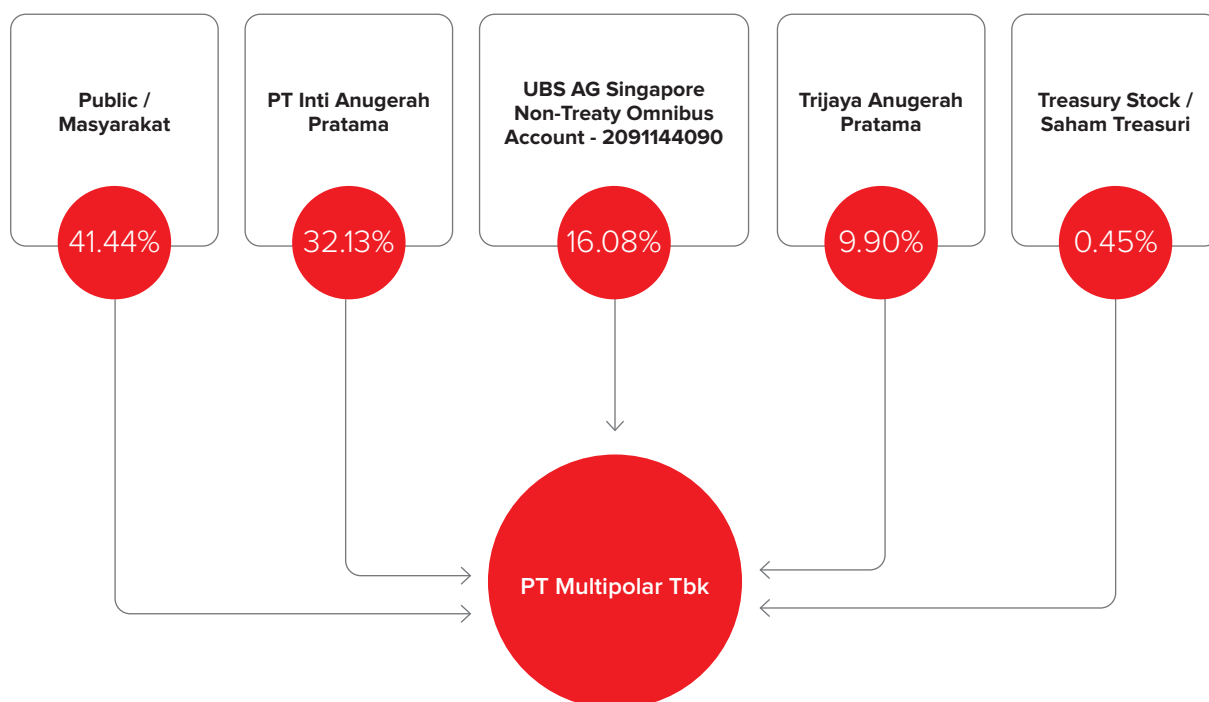 Public /
Masyarakat
41.44%
PT Inti Anugerah
Pratama
32.13%
UBS AG Singapore
Non-Treaty Omnibus
Account - 2091144090
16.08%
Trijaya Anugerah
Pratama
9.90%
Treasury Stock /
Saham Treasuri
0.45%
PT Multipolar Tbk